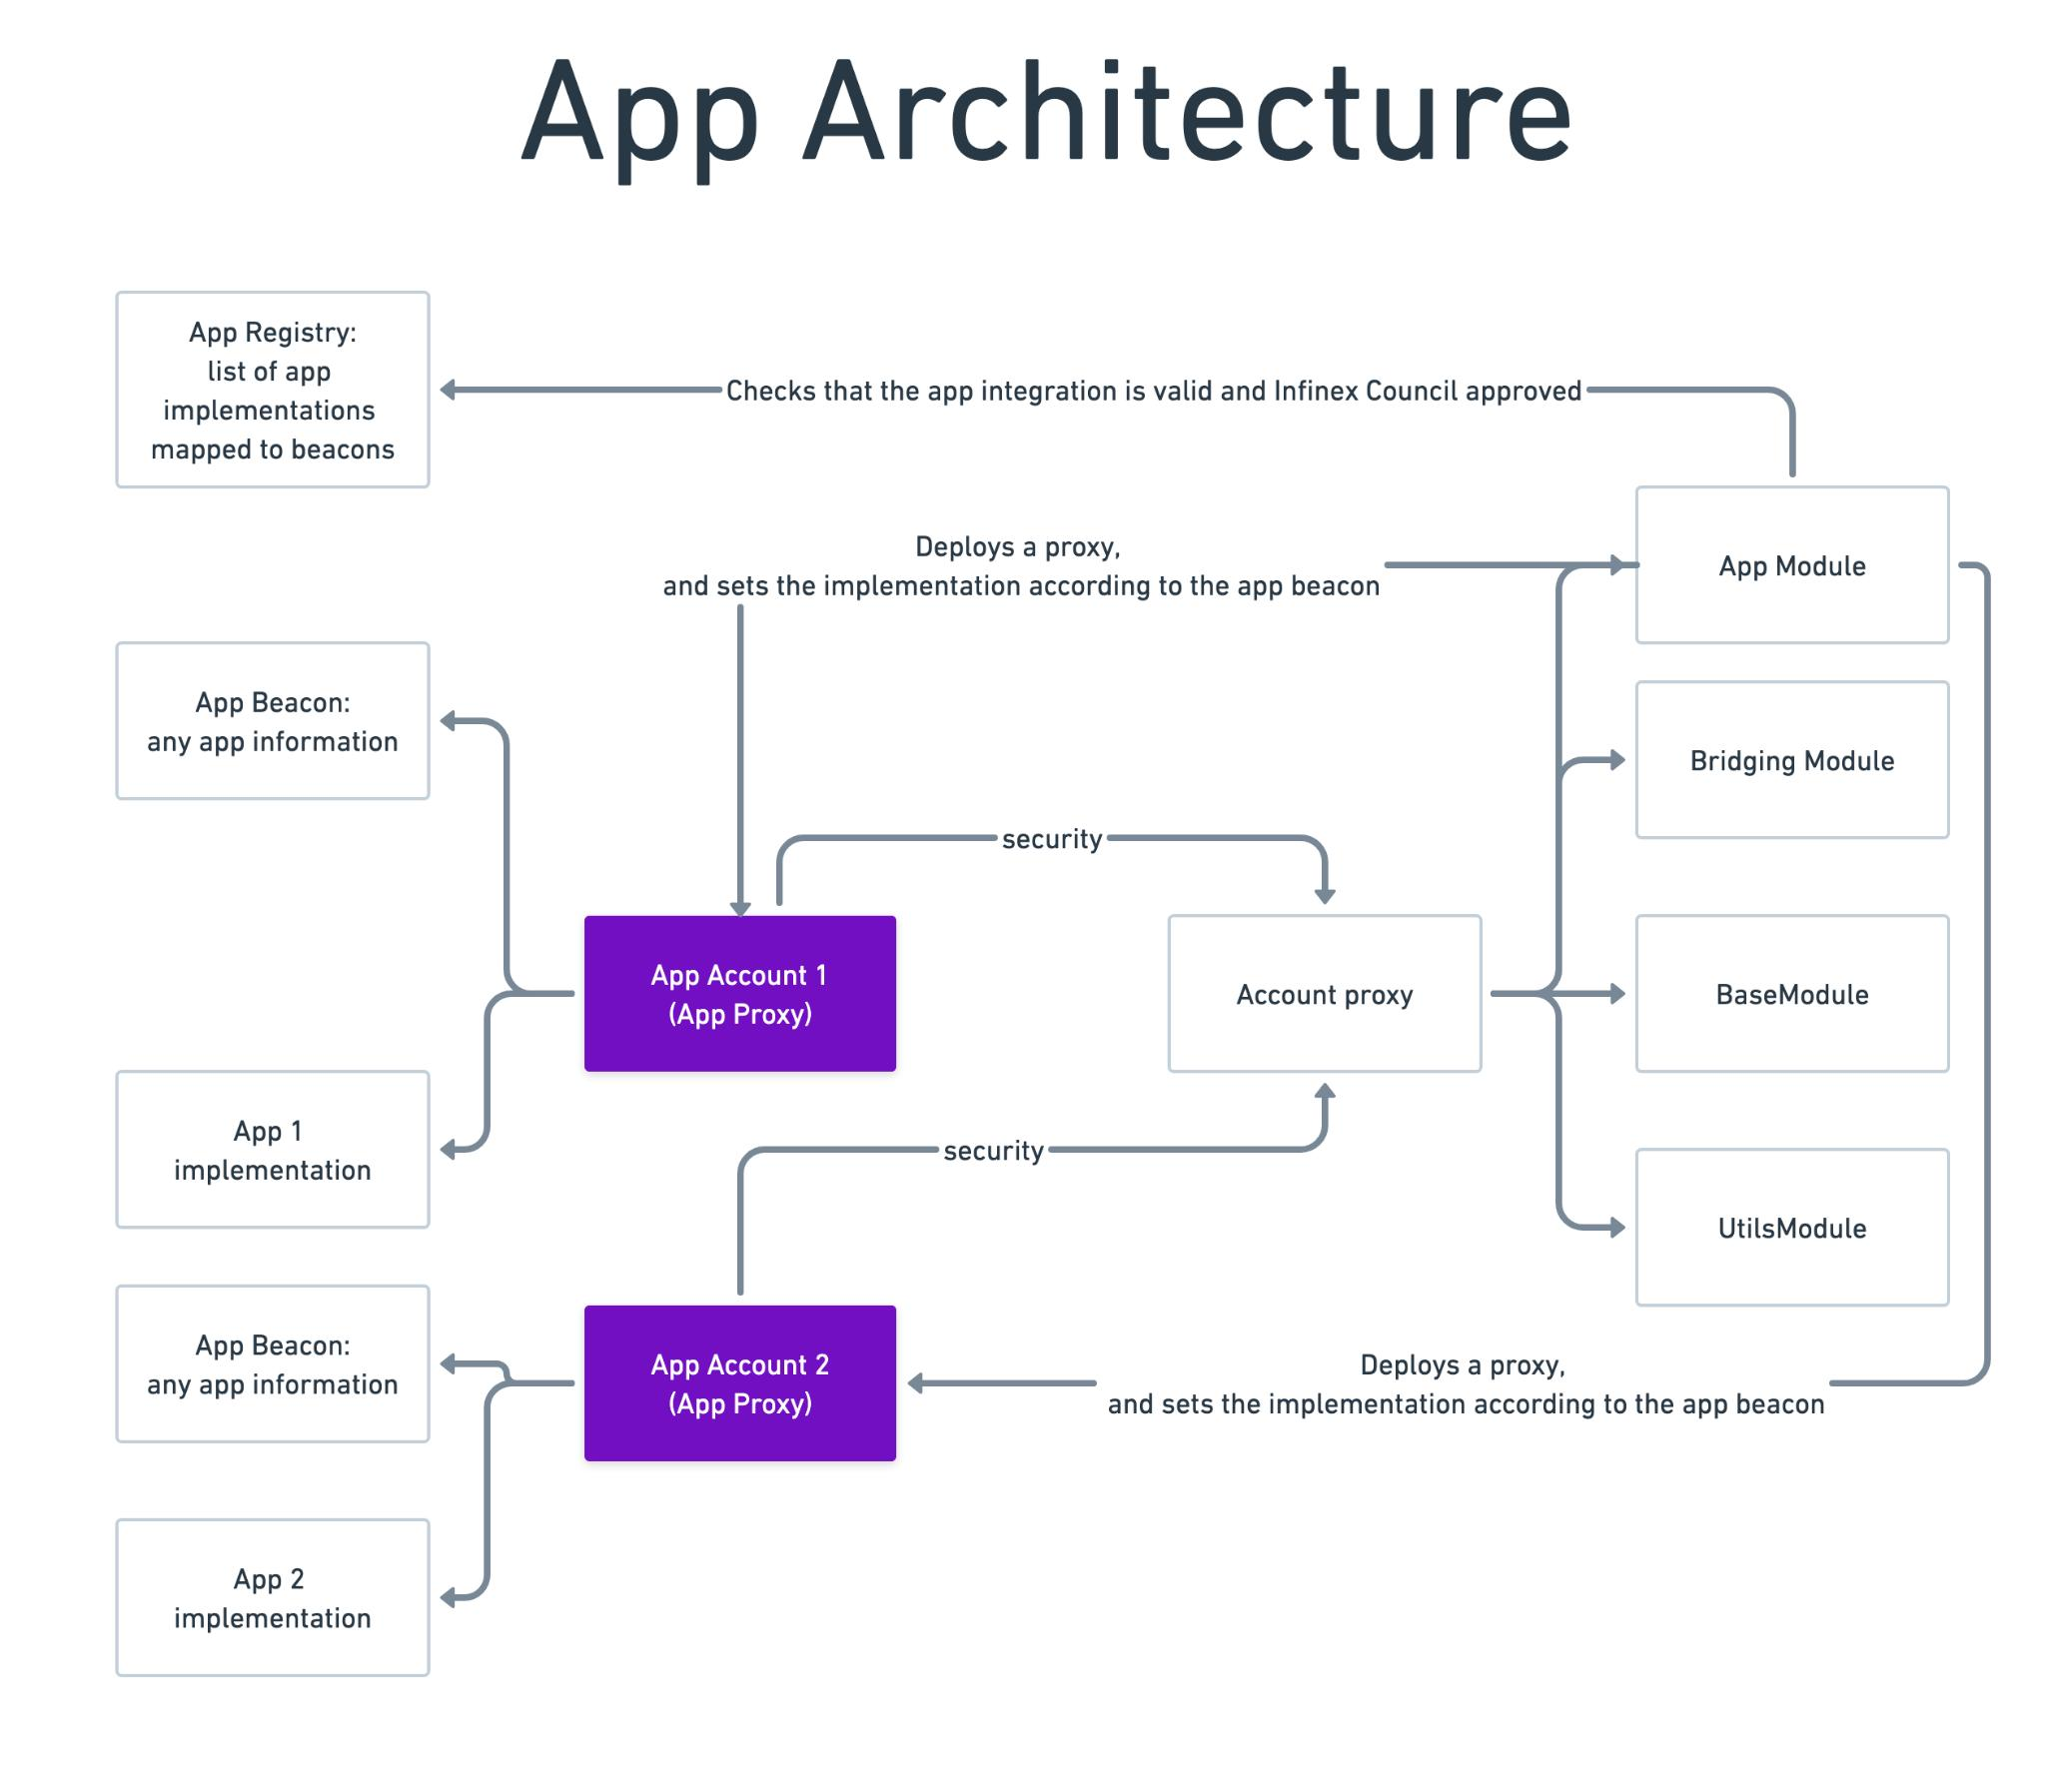 App Architecture
App Registry:
list of app
implementations
mapped to beacons
Checks that the app integration is valid and Infinex Council approved
Deploys a proxy,
and sets the implementation according to the app beacon
App Module
App Beacon:
any app information
Bridging Module
security
App Account 1
(App Proxy)
Account proxy
BaseModule
App 1
implementation
security
UtilsModule
App Beacon:
any app information
App Account 2
(App Proxy)
Deploys a proxy,
and sets the implementation according to the app beacon
App 2
implementation